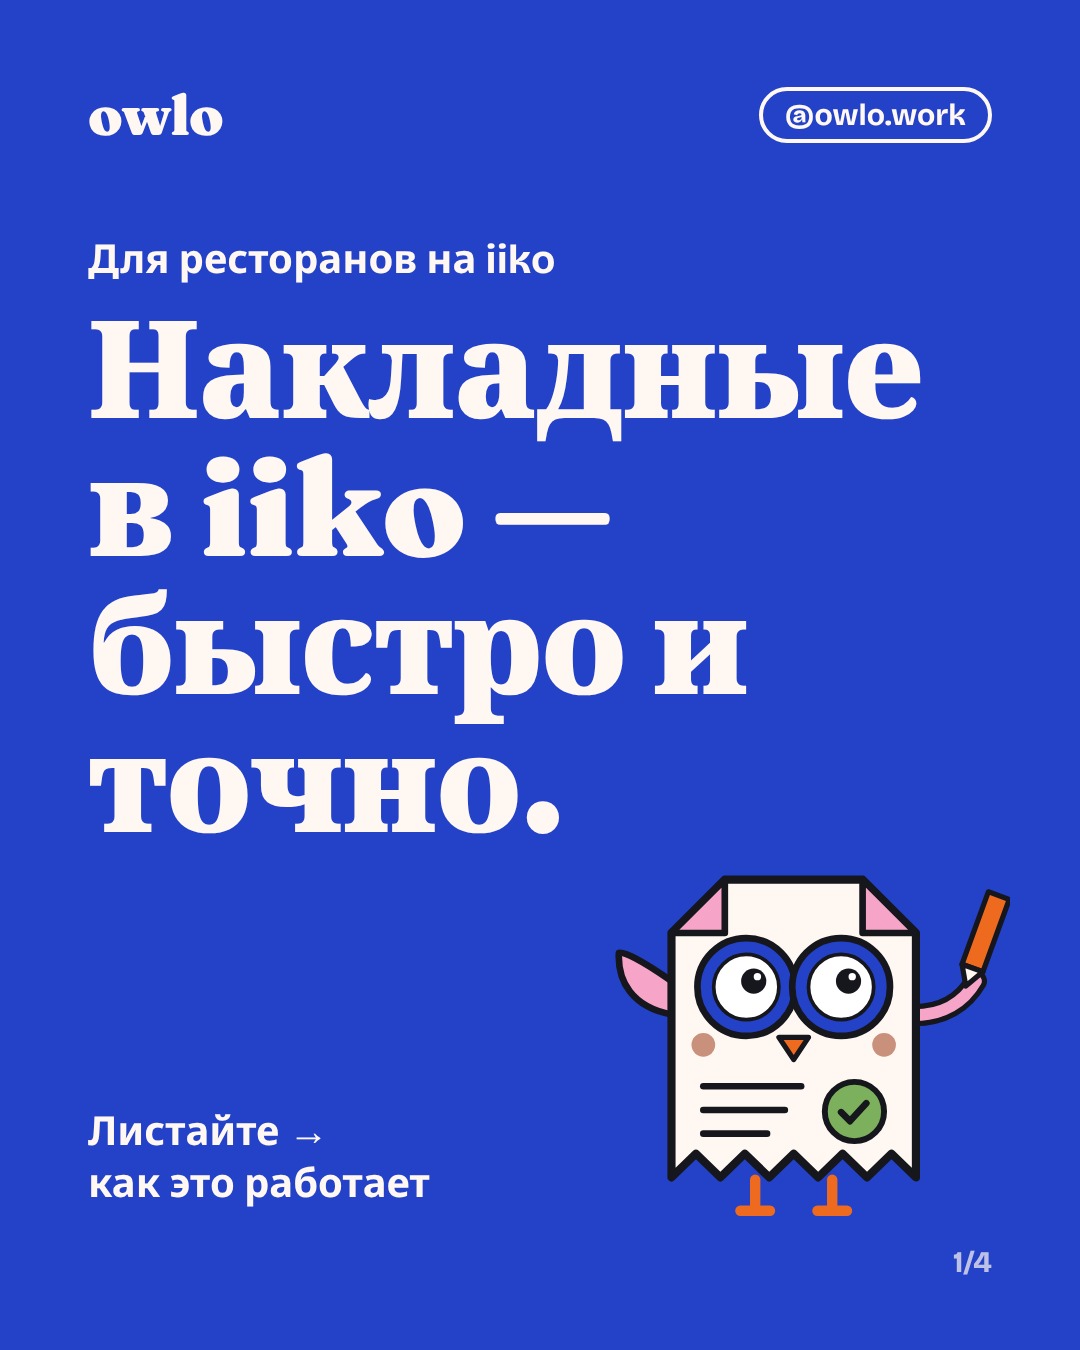 owlo
@owlo.work
Для ресторанов на iiko
Накладные
в iiko —
быстро и
точно.
Листайте →
как это работает
1/4